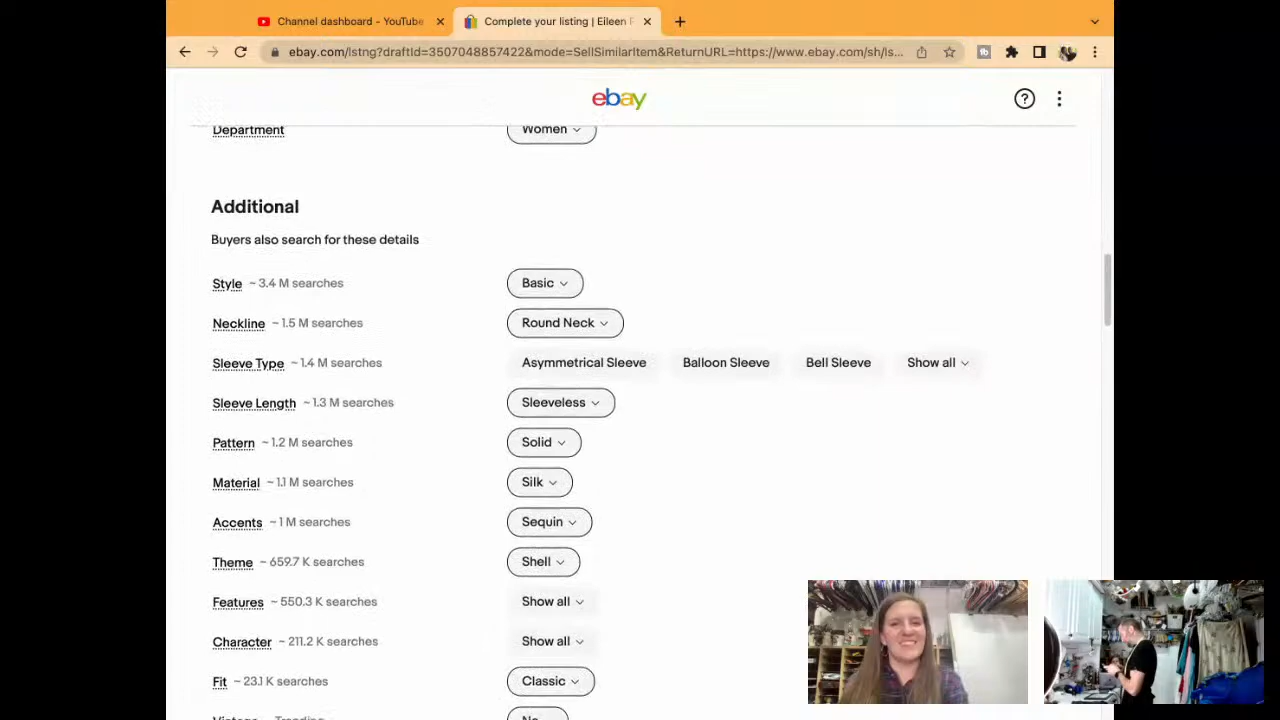 Channel dashboard - YouTube
Complete your listing | Eileen F
ebay.com/lstng?draftId=3507048857422&mode=SellSimilarItem&ReturnURL=https://www.ebay.com/sh/ls...
ebay
Department Women
Additional
Buyers also search for these details
Style ~ 3.4 M searches Basic
Neckline ~ 1.5 M searches Round Neck
Sleeve Type ~ 1.4 M searches Asymmetrical Sleeve Balloon Sleeve Bell Sleeve Show all
Sleeve Length ~ 1.3 M searches Sleeveless
Pattern ~ 1.2 M searches Solid
Material ~ 1.1 M searches Silk
Accents ~ 1 M searches Sequin
Theme ~ 659.7 K searches Shell
Features ~ 550.3 K searches Show all
Character ~ 211.2 K searches Show all
Fit ~ 23.1 K searches Classic
Vintage Trending No